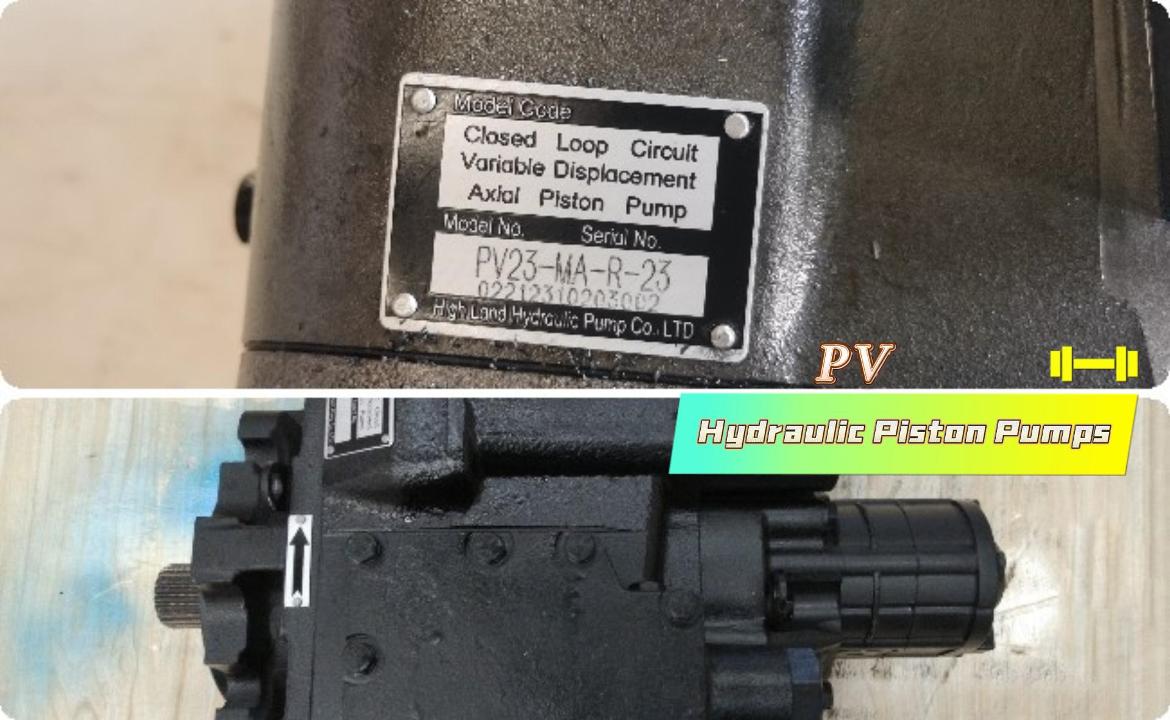 Model Code
Closed Loop Circuit
Variable Displacement
Axial Piston Pump
Model No. Serial No.
PV23-MA-R-23
02212310203002
High Land Hydraulic Pump Co., LTD
PV
Hydraulic Piston Pumps